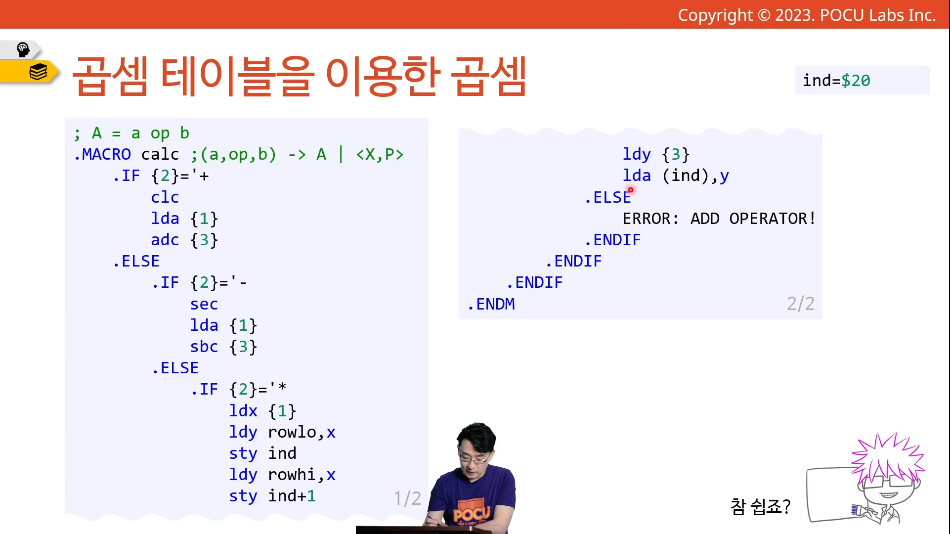 Copyright © 2023. POCU Labs Inc.
곱셈 테이블을 이용한 곱셈
ind=$20
; A = a op b
.MACRO calc ;(a,op,b) -> A | <X,P>
.IF {2}='+
clc
lda {1}
adc {3}
.ELSE
.IF {2}='-
sec
lda {1}
sbc {3}
.ELSE
.IF {2}='*
ldx {1}
ldy rowlo,x
sty ind
ldy rowhi,x
sty ind+1
1/2
ldy {3}
lda (ind),y
.ELSE
ERROR: ADD OPERATOR!
.ENDIF
.ENDIF
.ENDIF
.ENDM
2/2
POCU
참 쉽죠?